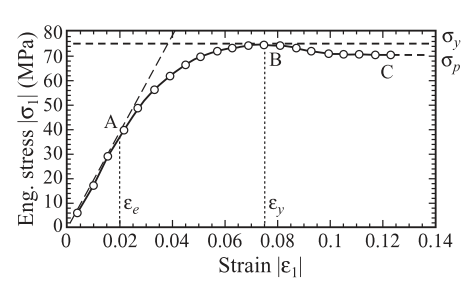 80
70
60
50
40
30
20
10
0
Eng. stress |σ₁| (MPa)
σy
σp
A
B
C
εe
εy
0 0.02 0.04 0.06 0.08 0.1 0.12 0.14
Strain |ε₁|